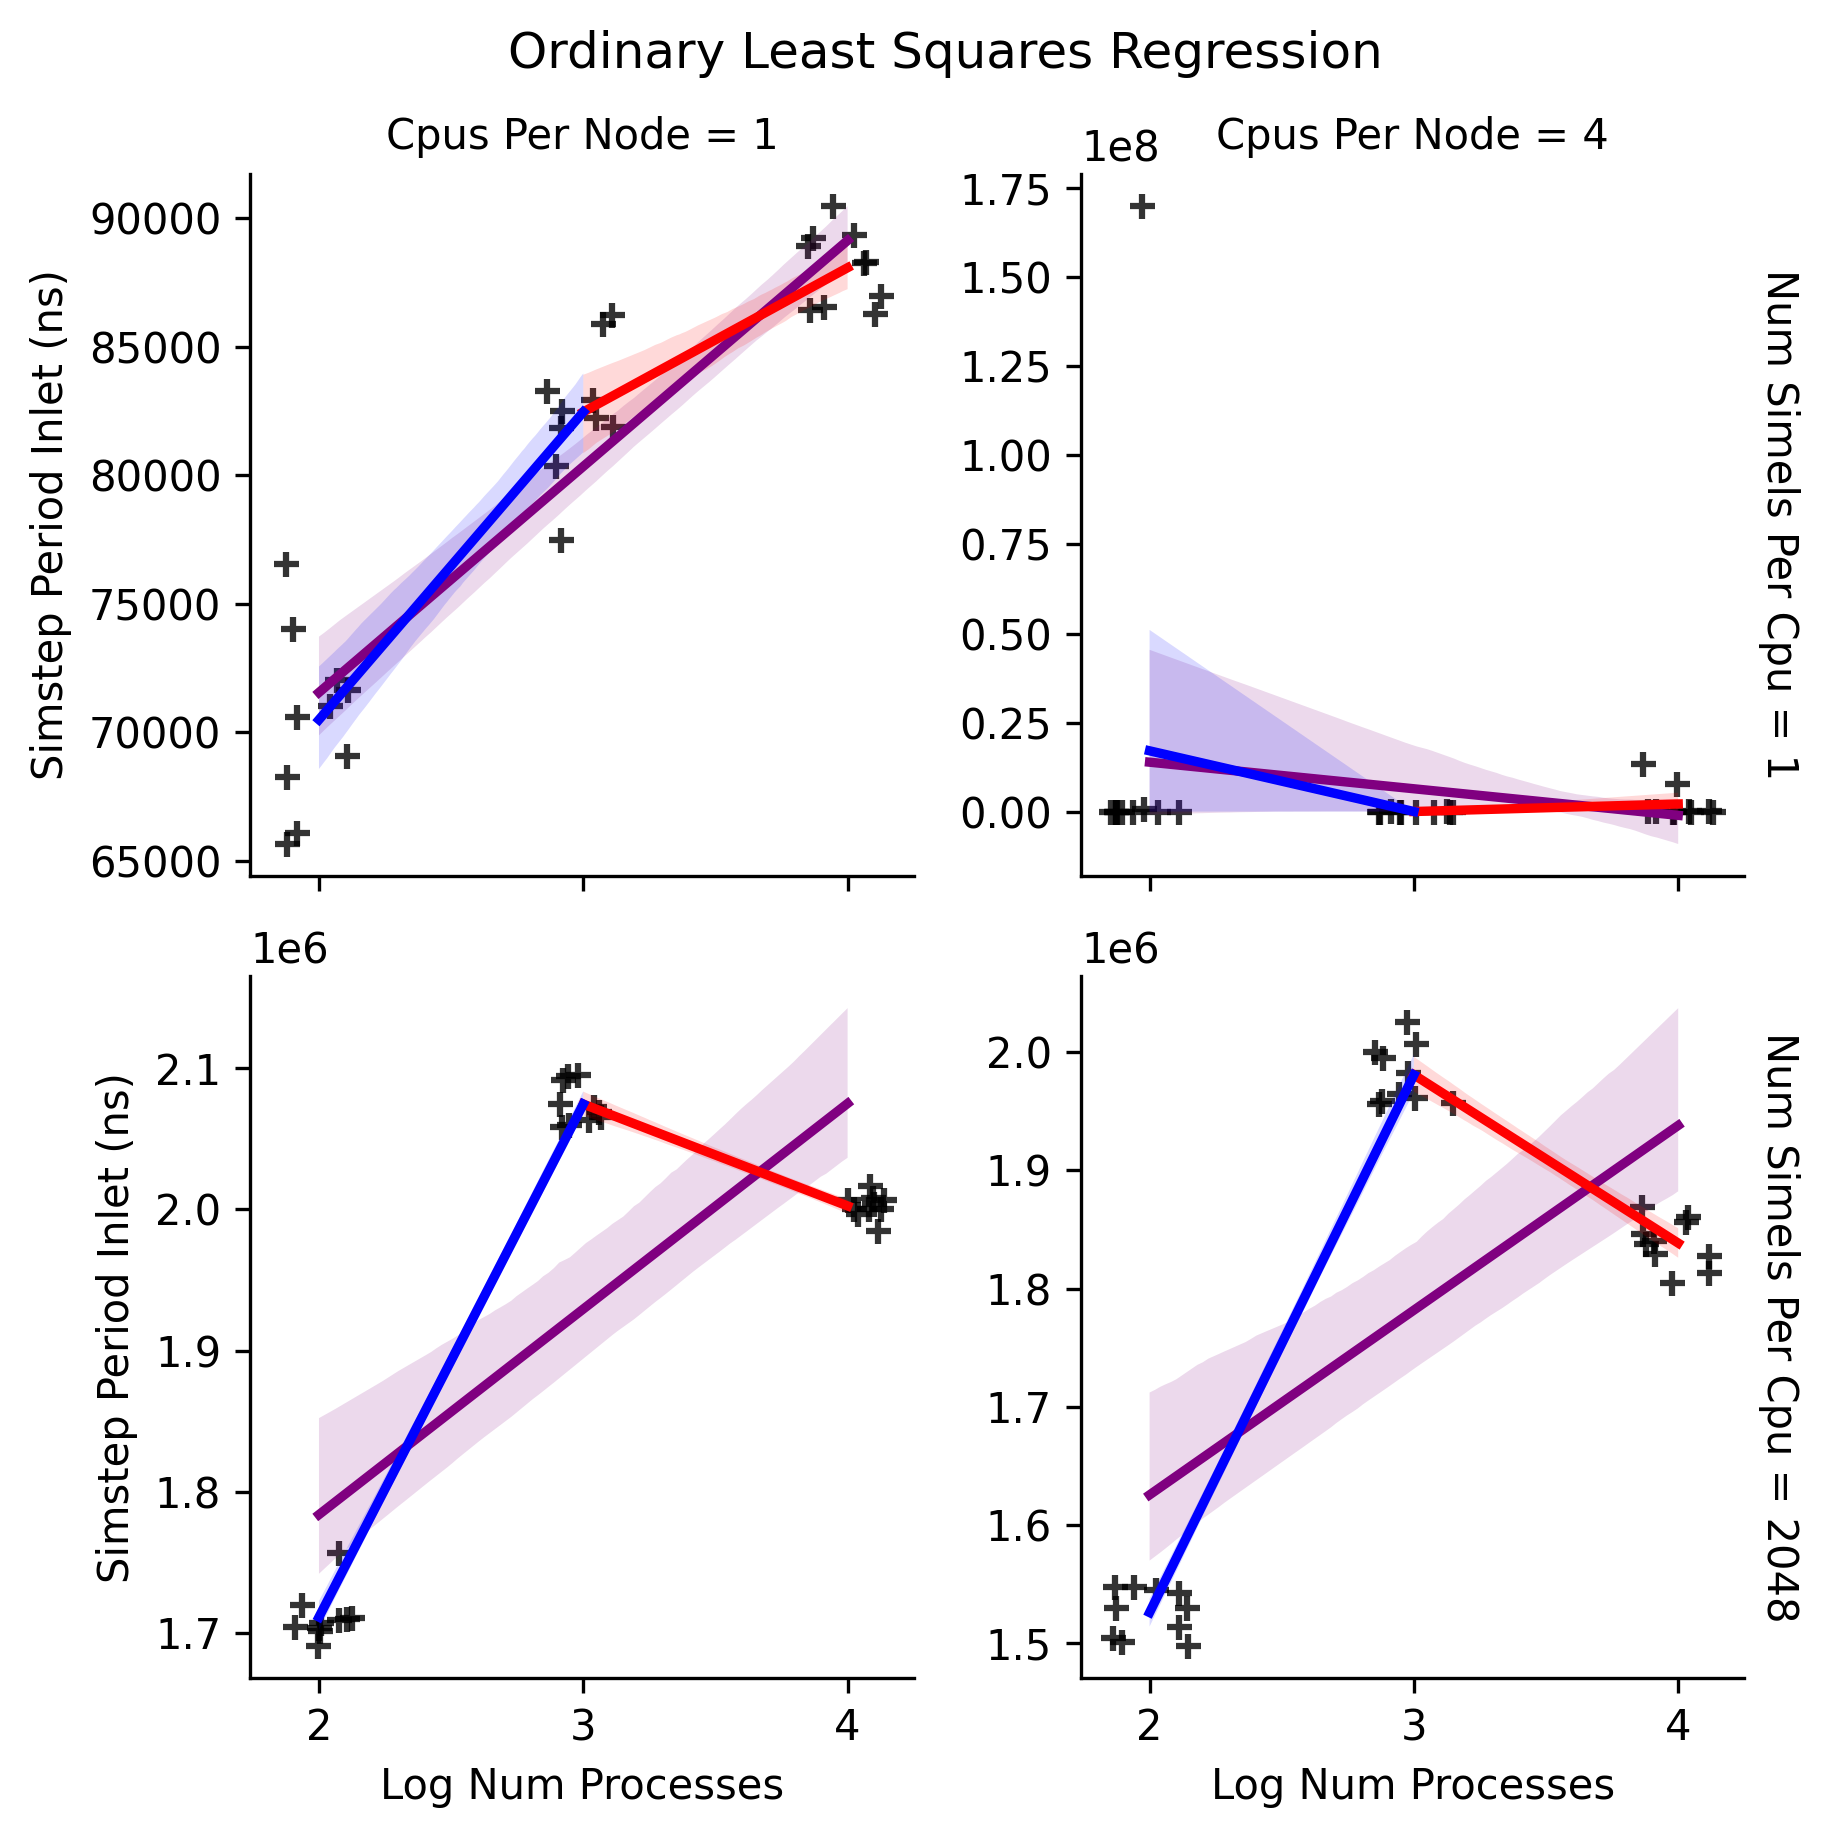 Ordinary Least Squares Regression
Cpus Per Node = 1
Cpus Per Node = 4
1e8
Simstep Period Inlet (ns)
90000
85000
80000
75000
70000
65000
1.75
1.50
1.25
1.00
0.75
0.50
0.25
0.00
Num Simels Per Cpu = 1
1e6
1e6
Simstep Period Inlet (ns)
2.1
2.0
1.9
1.8
1.7
2.0
1.9
1.8
1.7
1.6
1.5
Num Simels Per Cpu = 2048
2
3
4
2
3
4
Log Num Processes
Log Num Processes